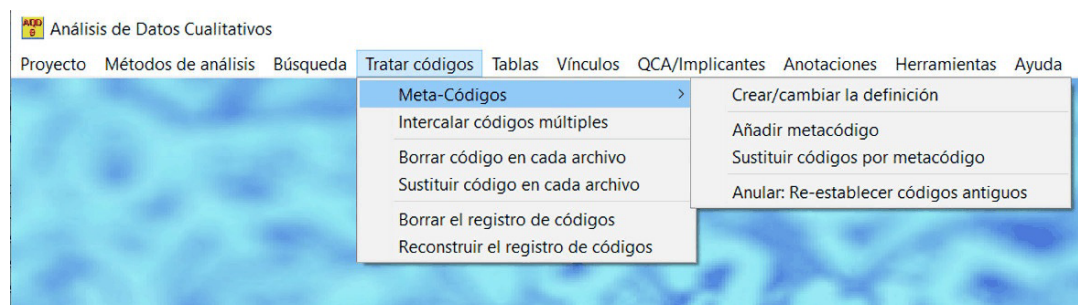 AQD
8
Análisis de Datos Cualitativos
Proyecto Métodos de análisis Búsqueda Tratar códigos Tablas Vínculos QCA/Implicantes Anotaciones Herramientas Ayuda
Meta-Códigos >
Intercalar códigos múltiples
Borrar código en cada archivo
Sustituir código en cada archivo
Borrar el registro de códigos
Reconstruir el registro de códigos
Crear/cambiar la definición
Añadir metacódigo
Sustituir códigos por metacódigo
Anular: Re-establecer códigos antiguos